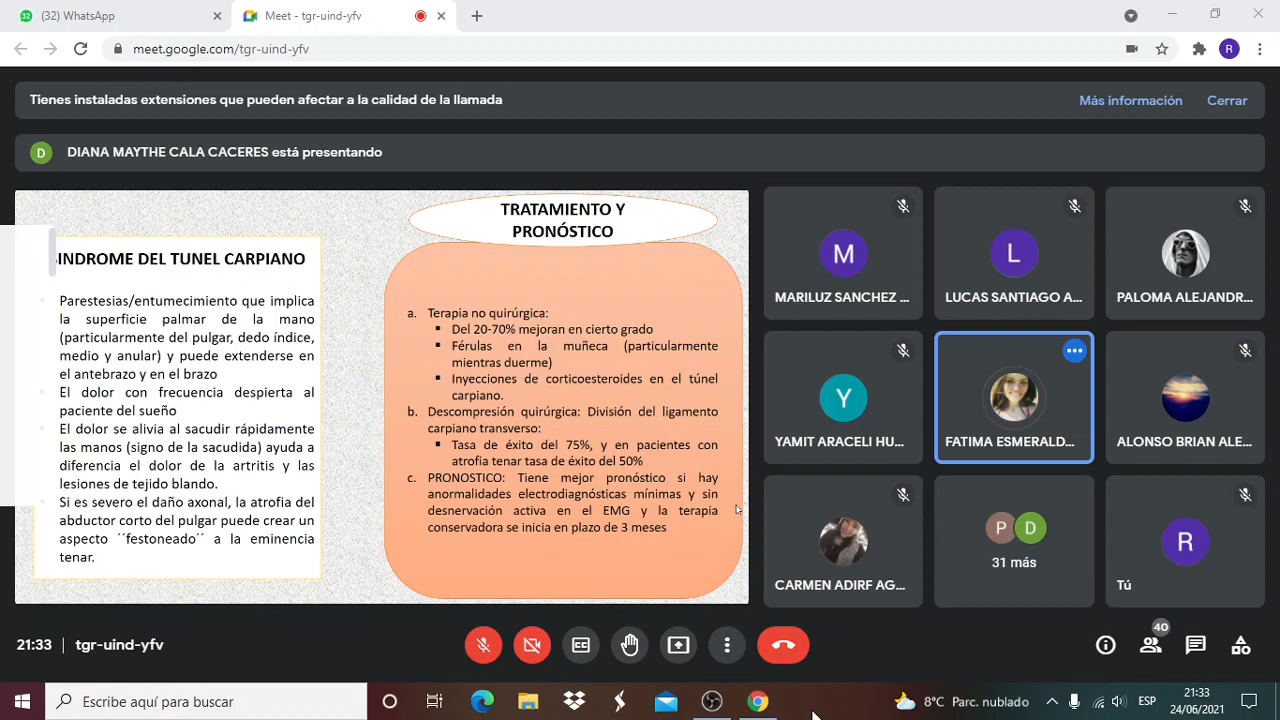 (32) WhatsApp
Meet - tgr-uind-yfv
meet.google.com/tgr-uind-yfv
R
Tienes instaladas extensiones que pueden afectar a la calidad de la llamada
Más información
Cerrar
D
DIANA MAYTHE CALA CACERES está presentando
INDROME DEL TUNEL CARPIANO
Parestesias/entumecimiento que implica
la superficie palmar de la mano
(particularmente del pulgar, dedo índice,
medio y anular) y puede extenderse en
el antebrazo y en el brazo
El dolor con frecuencia despierta al
paciente del sueño
El dolor se alivia al sacudir rápidamente
las manos (signo de la sacudida) ayuda a
diferencia el dolor de la artritis y las
lesiones de tejido blando.
Si es severo el daño axonal, la atrofia del
abductor corto del pulgar puede crear un
aspecto ´´festoneado´´ a la eminencia
tenar.
TRATAMIENTO Y
PRONÓSTICO
a. Terapia no quirúrgica:
Del 20-70% mejoran en cierto grado
Férulas en la muñeca (particularmente
mientras duerme)
Inyecciones de corticoesteroides en el túnel
carpiano.
b. Descompresión quirúrgica: División del ligamento
carpiano transverso:
Tasa de éxito del 75%, y en pacientes con
atrofia tenar tasa de éxito del 50%
c. PRONOSTICO: Tiene mejor pronóstico si hay
anormalidades electrodiagnósticas mínimas y sin
desnervación activa en el EMG y la terapia
conservadora se inicia en plazo de 3 meses
M
MARILUZ SANCHEZ ...
L
LUCAS SANTIAGO A...
PALOMA ALEJANDR...
Y
YAMIT ARACELI HU...
FATIMA ESMERALD...
ALONSO BRIAN ALE...
CARMEN ADIRF AG...
P D
31 más
R
Tú
21:33 | tgr-uind-yfv
40
Escribe aquí para buscar
8°C Parc. nublado
ESP
21:33
24/06/2021